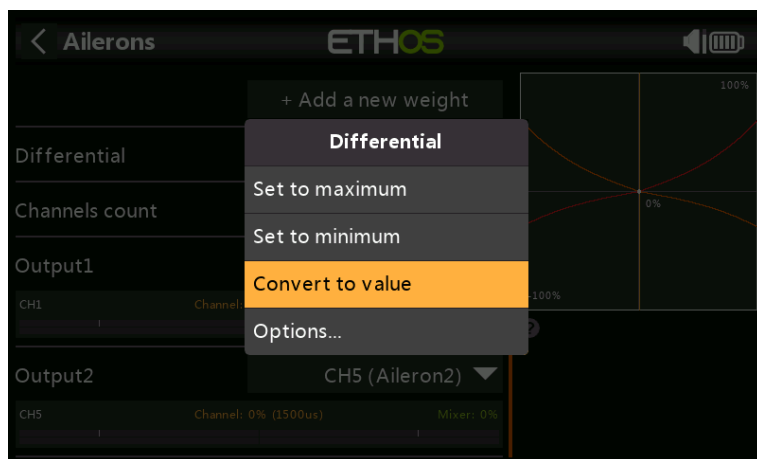 Ailerons
ETHOS
+ Add a new weight
100%
Differential
Differential
Set to maximum
Channels count
0%
Set to minimum
Output1
Convert to value
-100%
CH1 Channel:
Options...
?
Output2 CH5 (Aileron2)
CH5 Channel: 0% (1500us) Mixer: 0%